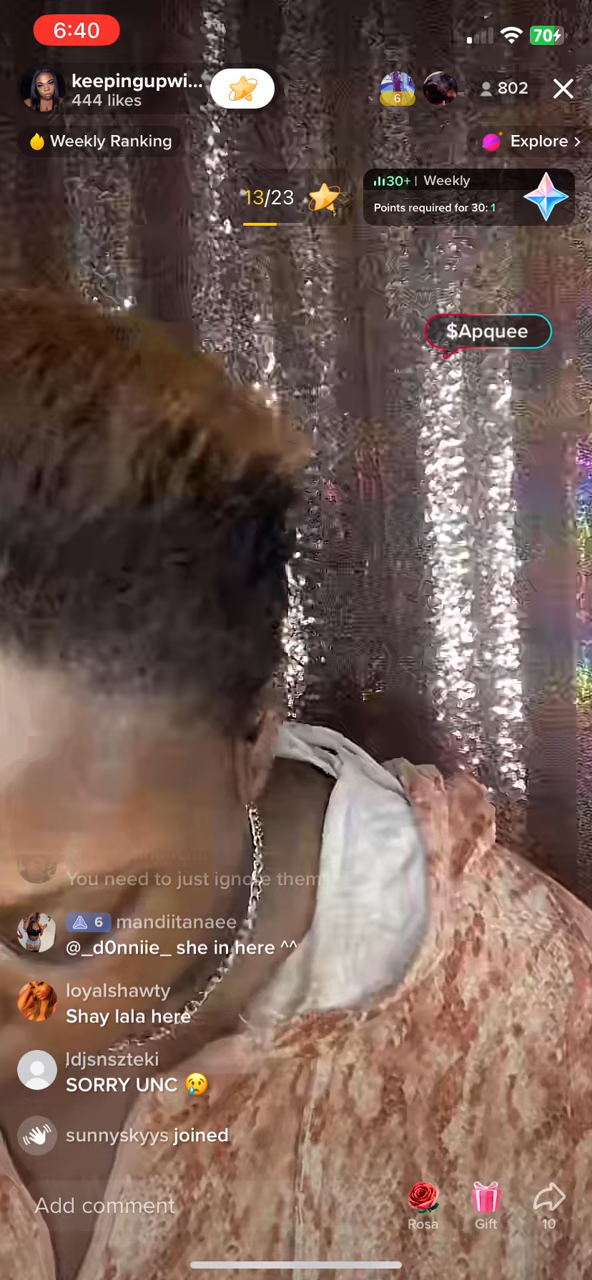 6:40
70
keepingupwi...
444 likes
6
802
Weekly Ranking
Explore >
13/23
30+ | Weekly
Points required for 30: 1
$Apquee
You need to just ignore them
6 mandiitanaee
@_d0nniie_ she in here ^^
loyalshawty
Shay lala here
ldjsnszteki
SORRY UNC 😢
sunnyskyys joined
Add comment
Rosa
Gift
10